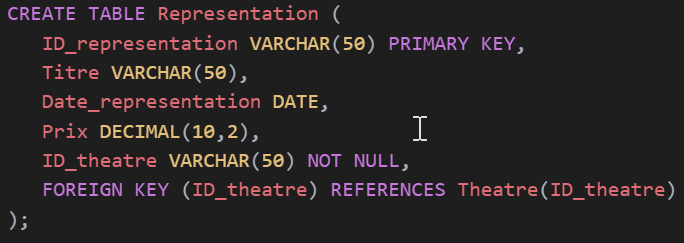 CREATE TABLE Representation (
ID_representation VARCHAR(50) PRIMARY KEY,
Titre VARCHAR(50),
Date_representation DATE,
Prix DECIMAL(10,2),
ID_theatre VARCHAR(50) NOT NULL,
FOREIGN KEY (ID_theatre) REFERENCES Theatre(ID_theatre)
);